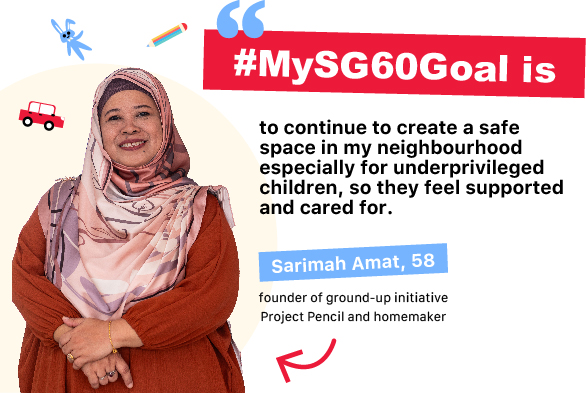 #MySG60Goal is
to continue to create a safe
space in my neighbourhood
especially for underprivileged
children, so they feel supported
and cared for.
Sarimah Amat, 58
founder of ground-up initiative
Project Pencil and homemaker